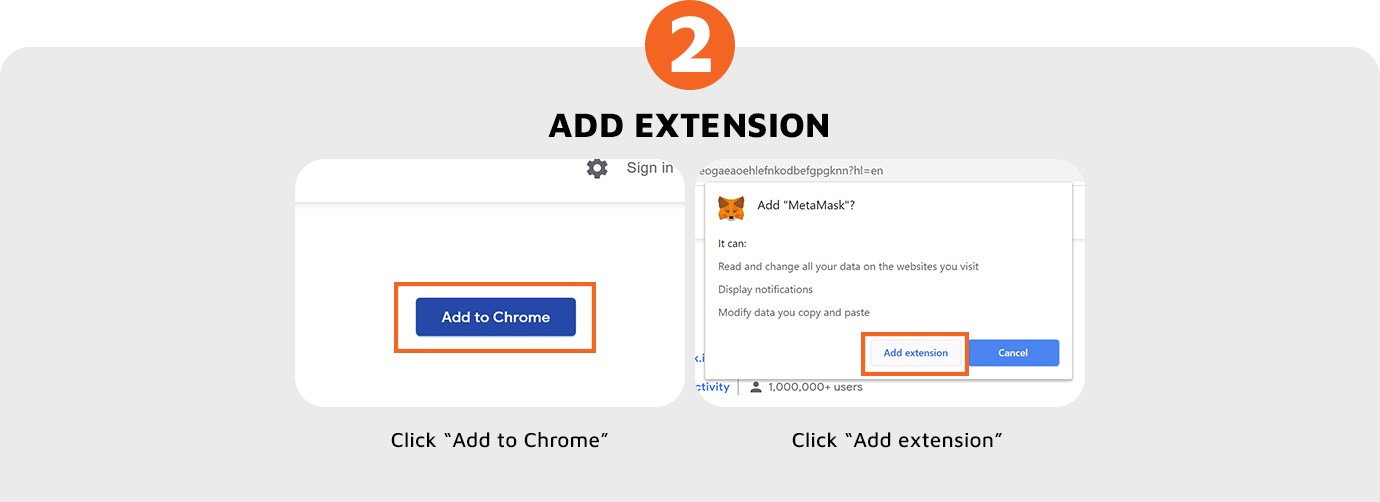 2
ADD EXTENSION
Sign in
Add to Chrome
Click “Add to Chrome”
eogaeaoehlefnkodbefgpgknn?hl=en
Add "MetaMask"?
It can:
Read and change all your data on the websites you visit
Display notifications
Modify data you copy and paste
Add extension
Cancel
k.i
ctivity
1,000,000+ users
Click “Add extension”